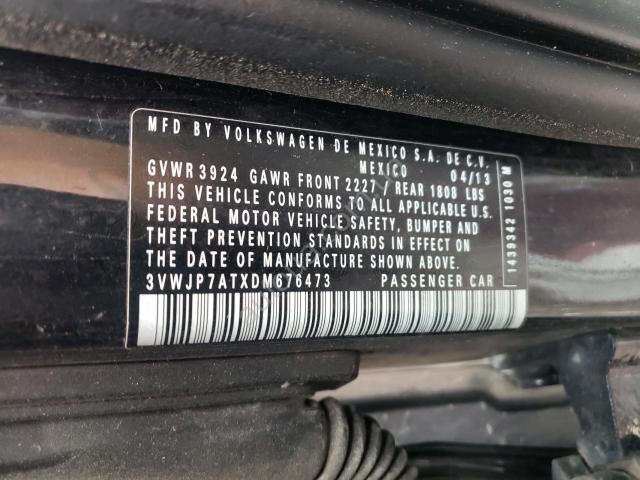 MFD BY VOLKSWAGEN DE MEXICO S.A. DE C.V.
MEXICO 04/13
GVWR 3924 GAWR FRONT 2227 / REAR 1808 LBS
THIS VEHICLE CONFORMS TO ALL APPLICABLE U.S.
FEDERAL MOTOR VEHICLE SAFETY, BUMPER AND
THEFT PREVENTION STANDARDS IN EFFECT ON
THE DATE OF MANUFACTURE SHOWN ABOVE.
3VWJP7ATXDM676473 PASSENGER CAR
1439342 1030 M